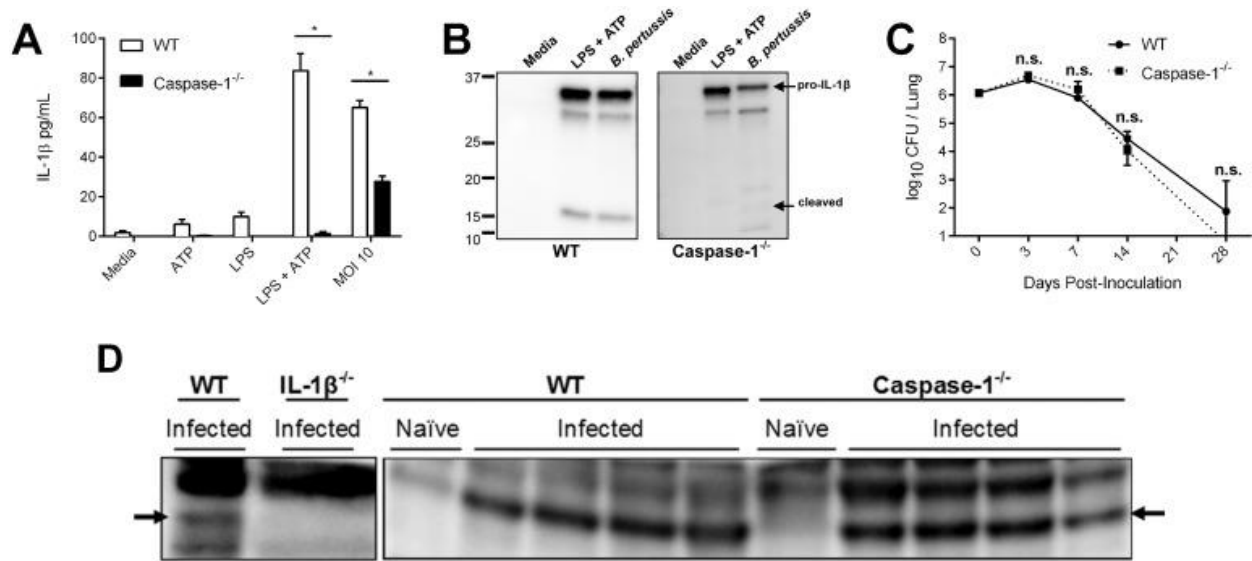 A
IL-1β pg/mL
100
80
60
40
20
0
WT
Caspase-1-/-
*
*
Media
ATP
LPS
LPS + ATP
MOI 10
B
Media
LPS + ATP
B. pertussis
Media
LPS + ATP
B. pertussis
37
25
20
15
10
pro-IL-1β
cleaved
WT
Caspase-1-/-
C
log10 CFU / Lung
8
7
6
5
4
3
2
1
n.s.
n.s.
n.s.
n.s.
WT
Caspase-1-/-
0
3
7
14
21
28
Days Post-Inoculation
D
WT IL-1β-/- WT Caspase-1-/-
Infected Infected Naïve Infected Naïve Infected